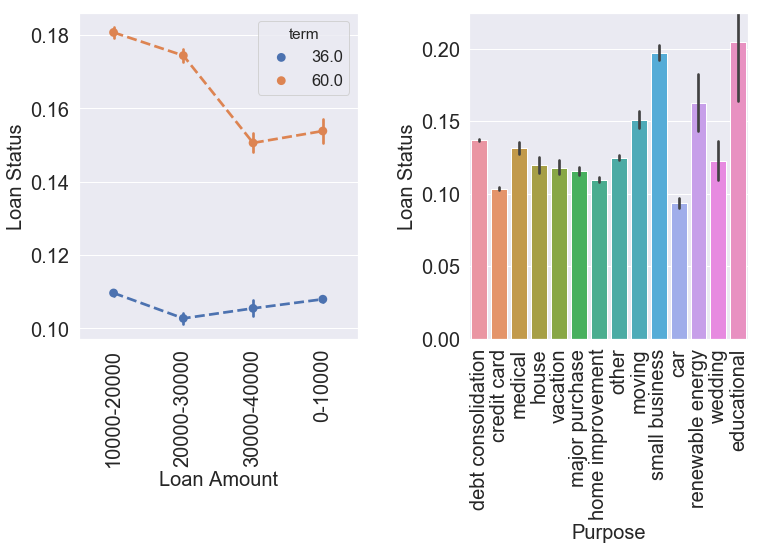 0.18
0.16
0.14
0.12
0.10
Loan Status
term
36.0
60.0
10000-20000
20000-30000
30000-40000
0-10000
Loan Amount
0.20
0.15
0.10
0.05
0.00
Loan Status
debt consolidation
credit card
medical
house
vacation
major purchase
home improvement
other
moving
small business
car
renewable energy
wedding
educational
Purpose